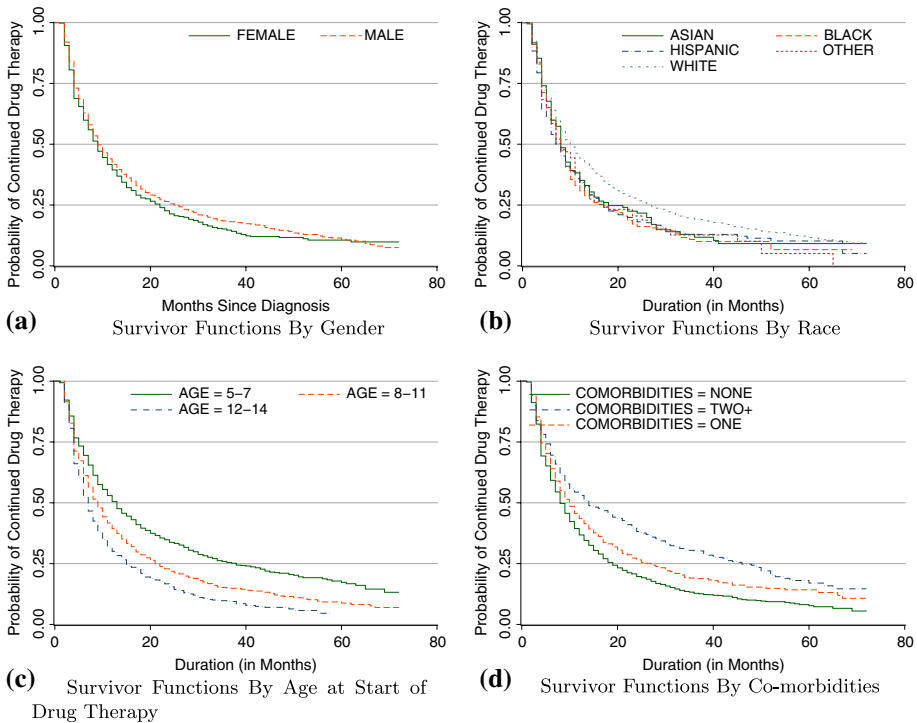 Probability of Continued Drug Therapy
1.00
0.75
0.50
0.25
0.00
FEMALE MALE
0 20 40 60 80
Months Since Diagnosis
(a) Survivor Functions By Gender
Probability of Continued Drug Therapy
1.00
0.75
0.50
0.25
0.00
ASIAN BLACK
HISPANIC OTHER
WHITE
0 20 40 60 80
Duration (in Months)
(b) Survivor Functions By Race
Probability of Continued Drug Therapy
1.00
0.75
0.50
0.25
0.00
AGE = 5–7 AGE = 8–11
AGE = 12–14
0 20 40 60 80
Duration (in Months)
(c) Survivor Functions By Age at Start of
Drug Therapy
Probability of Continued Drug Therapy
1.00
0.75
0.50
0.25
0.00
COMORBIDITIES = NONE
COMORBIDITIES = TWO+
COMORBIDITIES = ONE
0 20 40 60 80
Duration (in Months)
(d) Survivor Functions By Co-morbidities